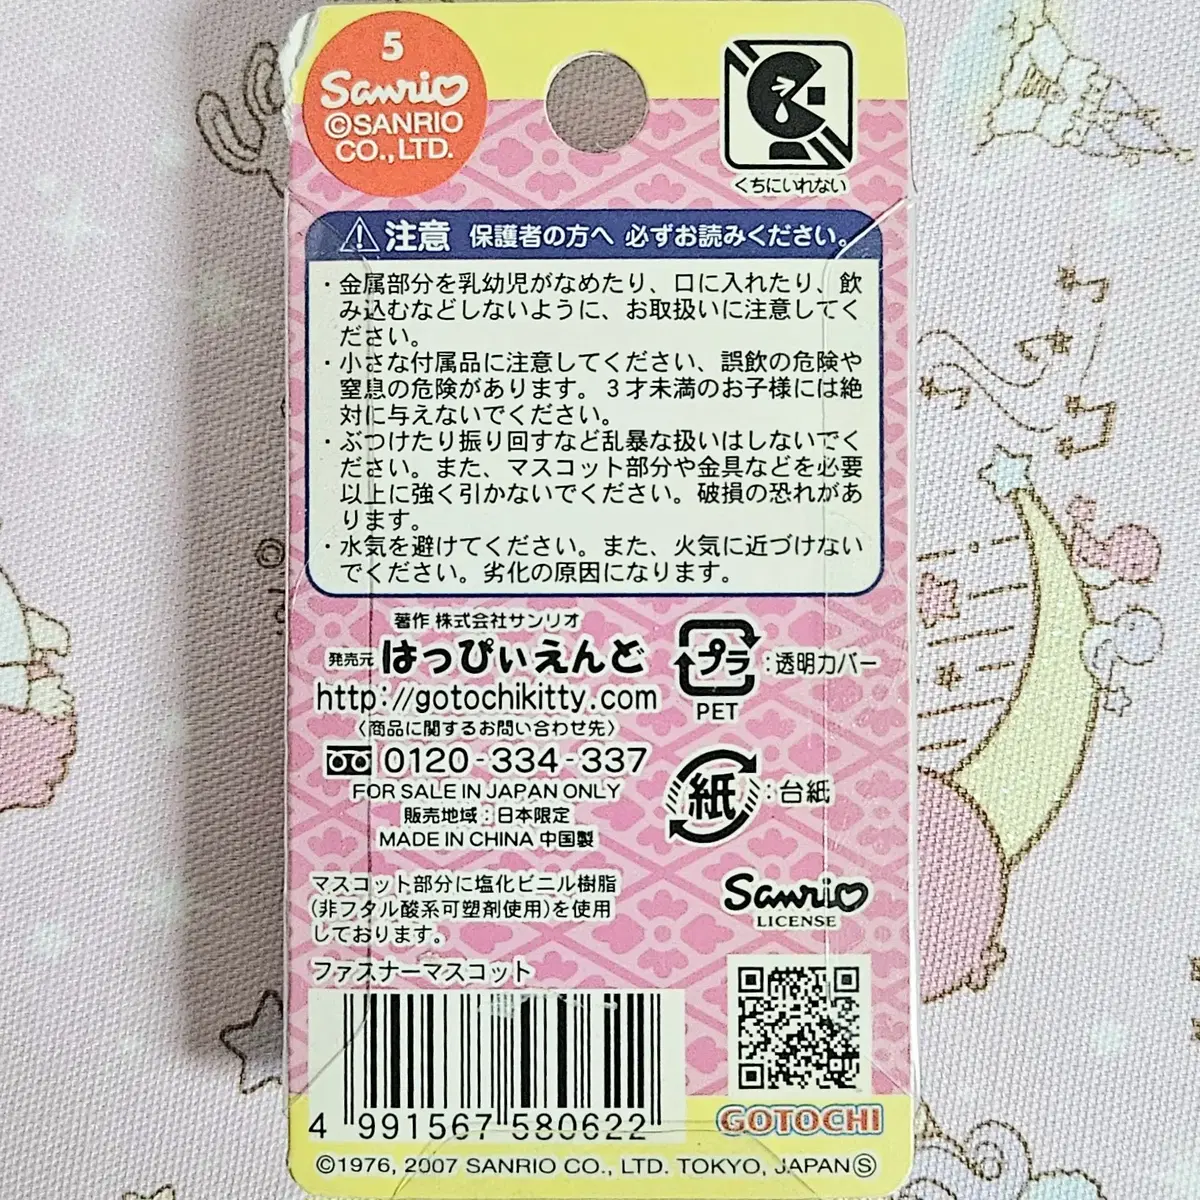 5
Sanrio
©SANRIO
CO.,LTD.
くちにいれない
注意 保護者の方へ 必ずお読みください。
・金属部分を乳幼児がなめたり、口に入れたり、飲
み込むなどしないように、お取扱いに注意してく
ださい。
・小さな付属品に注意してください、誤飲の危険や
窒息の危険があります。3才未満のお子様には絶
対に与えないでください。
・ぶつけたり振り回すなど乱暴な扱いはしないでく
ださい。また、マスコット部分や金具などを必要
以上に強く引かないでください。破損の恐れがあ
ります。
・水気を避けてください。また、火気に近づけない
でください。劣化の原因になります。
著作 株式会社サンリオ
発売元 はっぴぃえんど
http://gotochikitty.com
〈商品に関するお問い合わせ先〉
0120-334-337
FOR SALE IN JAPAN ONLY
販売地域:日本限定
MADE IN CHINA 中国製
プラ:透明カバー
PET
紙:台紙
マスコット部分に塩化ビニル樹脂
(非フタル酸系可塑剤使用)を使用
しております。
Sanrio
LICENSE
ファスナーマスコット
4 991567 580622
GOTOCHI
©1976, 2007 SANRIO CO., LTD. TOKYO, JAPAN Ⓢ